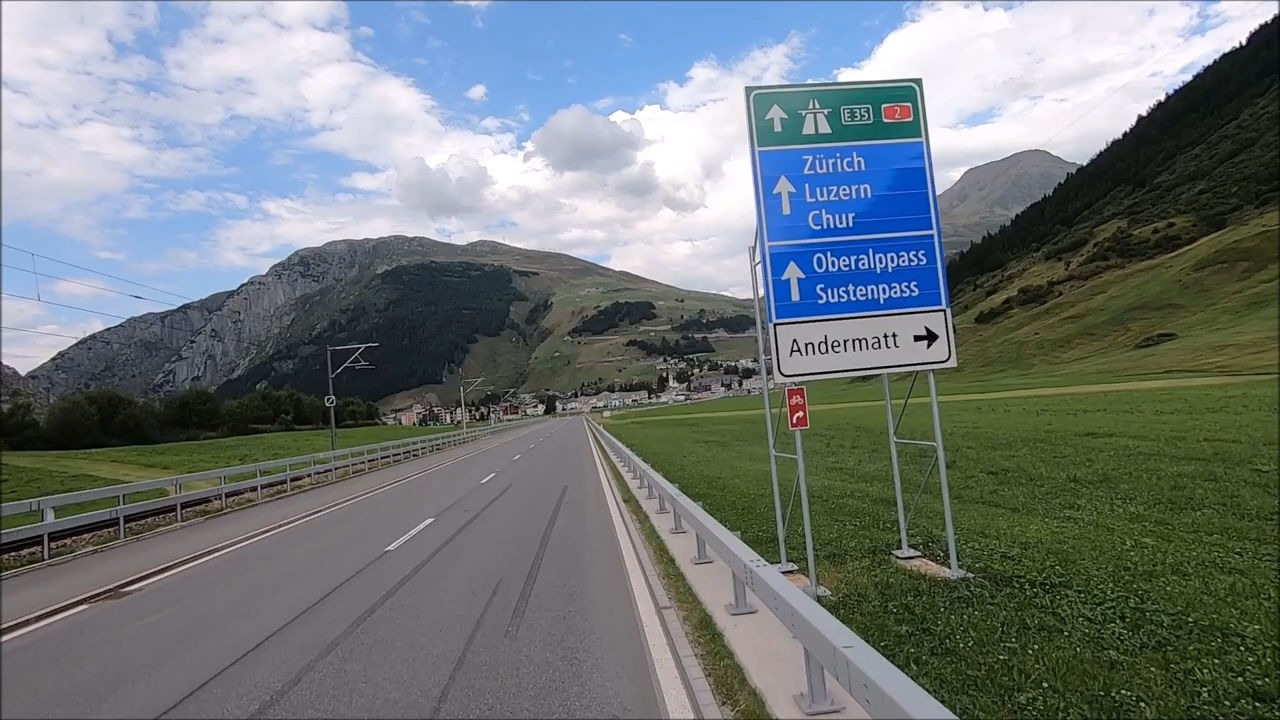 E35 2
Zürich
Luzern
Chur
Oberalppass
Sustenpass
Andermatt